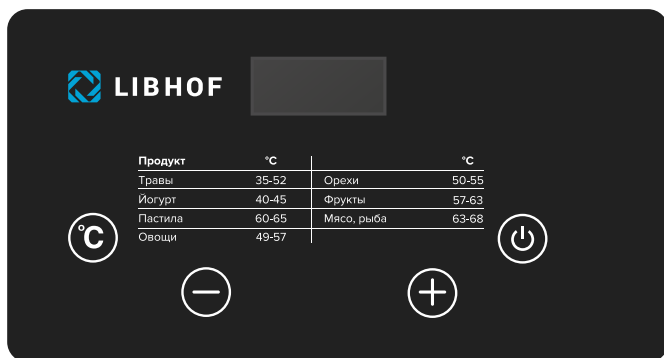 LIBHOF
Продукт °C °C
Травы 35-52 Орехи 50-55
Йогурт 40-45 Фрукты 57-63
Пастила 60-65 Мясо, рыба 63-68
Овощи 49-57
°C